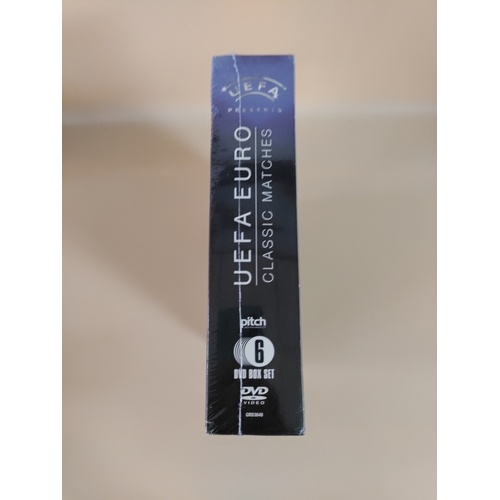 UEFA
PRESENTS
UEFA EURO
CLASSIC MATCHES
pitch
6
DVD BOX SET
DVD
VIDEO